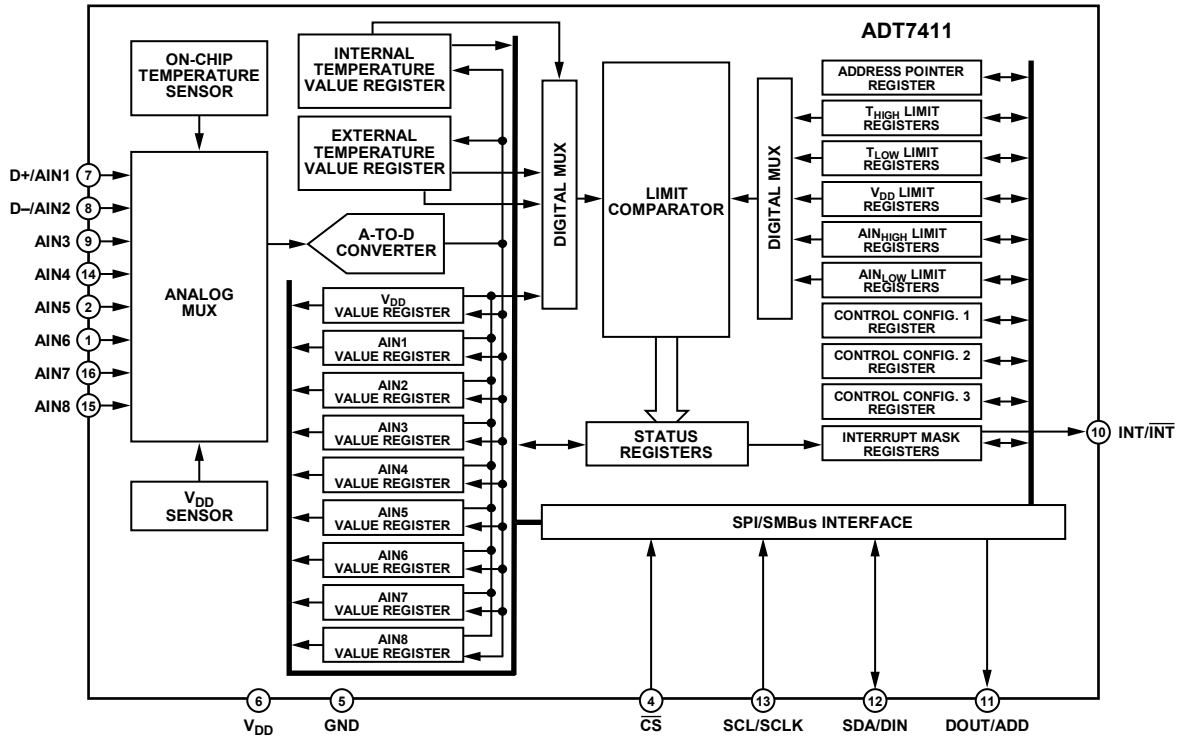 ADT7411
ON-CHIP
TEMPERATURE
SENSOR
INTERNAL
TEMPERATURE
VALUE REGISTER
EXTERNAL
TEMPERATURE
VALUE REGISTER
A-TO-D
CONVERTER
D+/AIN1 7
D–/AIN2 8
AIN3 9
AIN4 14
AIN5 2
AIN6 1
AIN7 16
AIN8 15
ANALOG
MUX
VDD
SENSOR
VDD
VALUE REGISTER
AIN1
VALUE REGISTER
AIN2
VALUE REGISTER
AIN3
VALUE REGISTER
AIN4
VALUE REGISTER
AIN5
VALUE REGISTER
AIN6
VALUE REGISTER
AIN7
VALUE REGISTER
AIN8
VALUE REGISTER
DIGITAL MUX
LIMIT
COMPARATOR
DIGITAL MUX
ADDRESS POINTER
REGISTER
THIGH LIMIT
REGISTERS
TLOW LIMIT
REGISTERS
VDD LIMIT
REGISTERS
AINHIGH LIMIT
REGISTERS
AINLOW LIMIT
REGISTERS
CONTROL CONFIG. 1
REGISTER
CONTROL CONFIG. 2
REGISTER
CONTROL CONFIG. 3
REGISTER
STATUS
REGISTERS
INTERRUPT MASK
REGISTERS
10 INT/INT
SPI/SMBus INTERFACE
6 5 4 13 12 11
VDD GND CS SCL/SCLK SDA/DIN DOUT/ADD